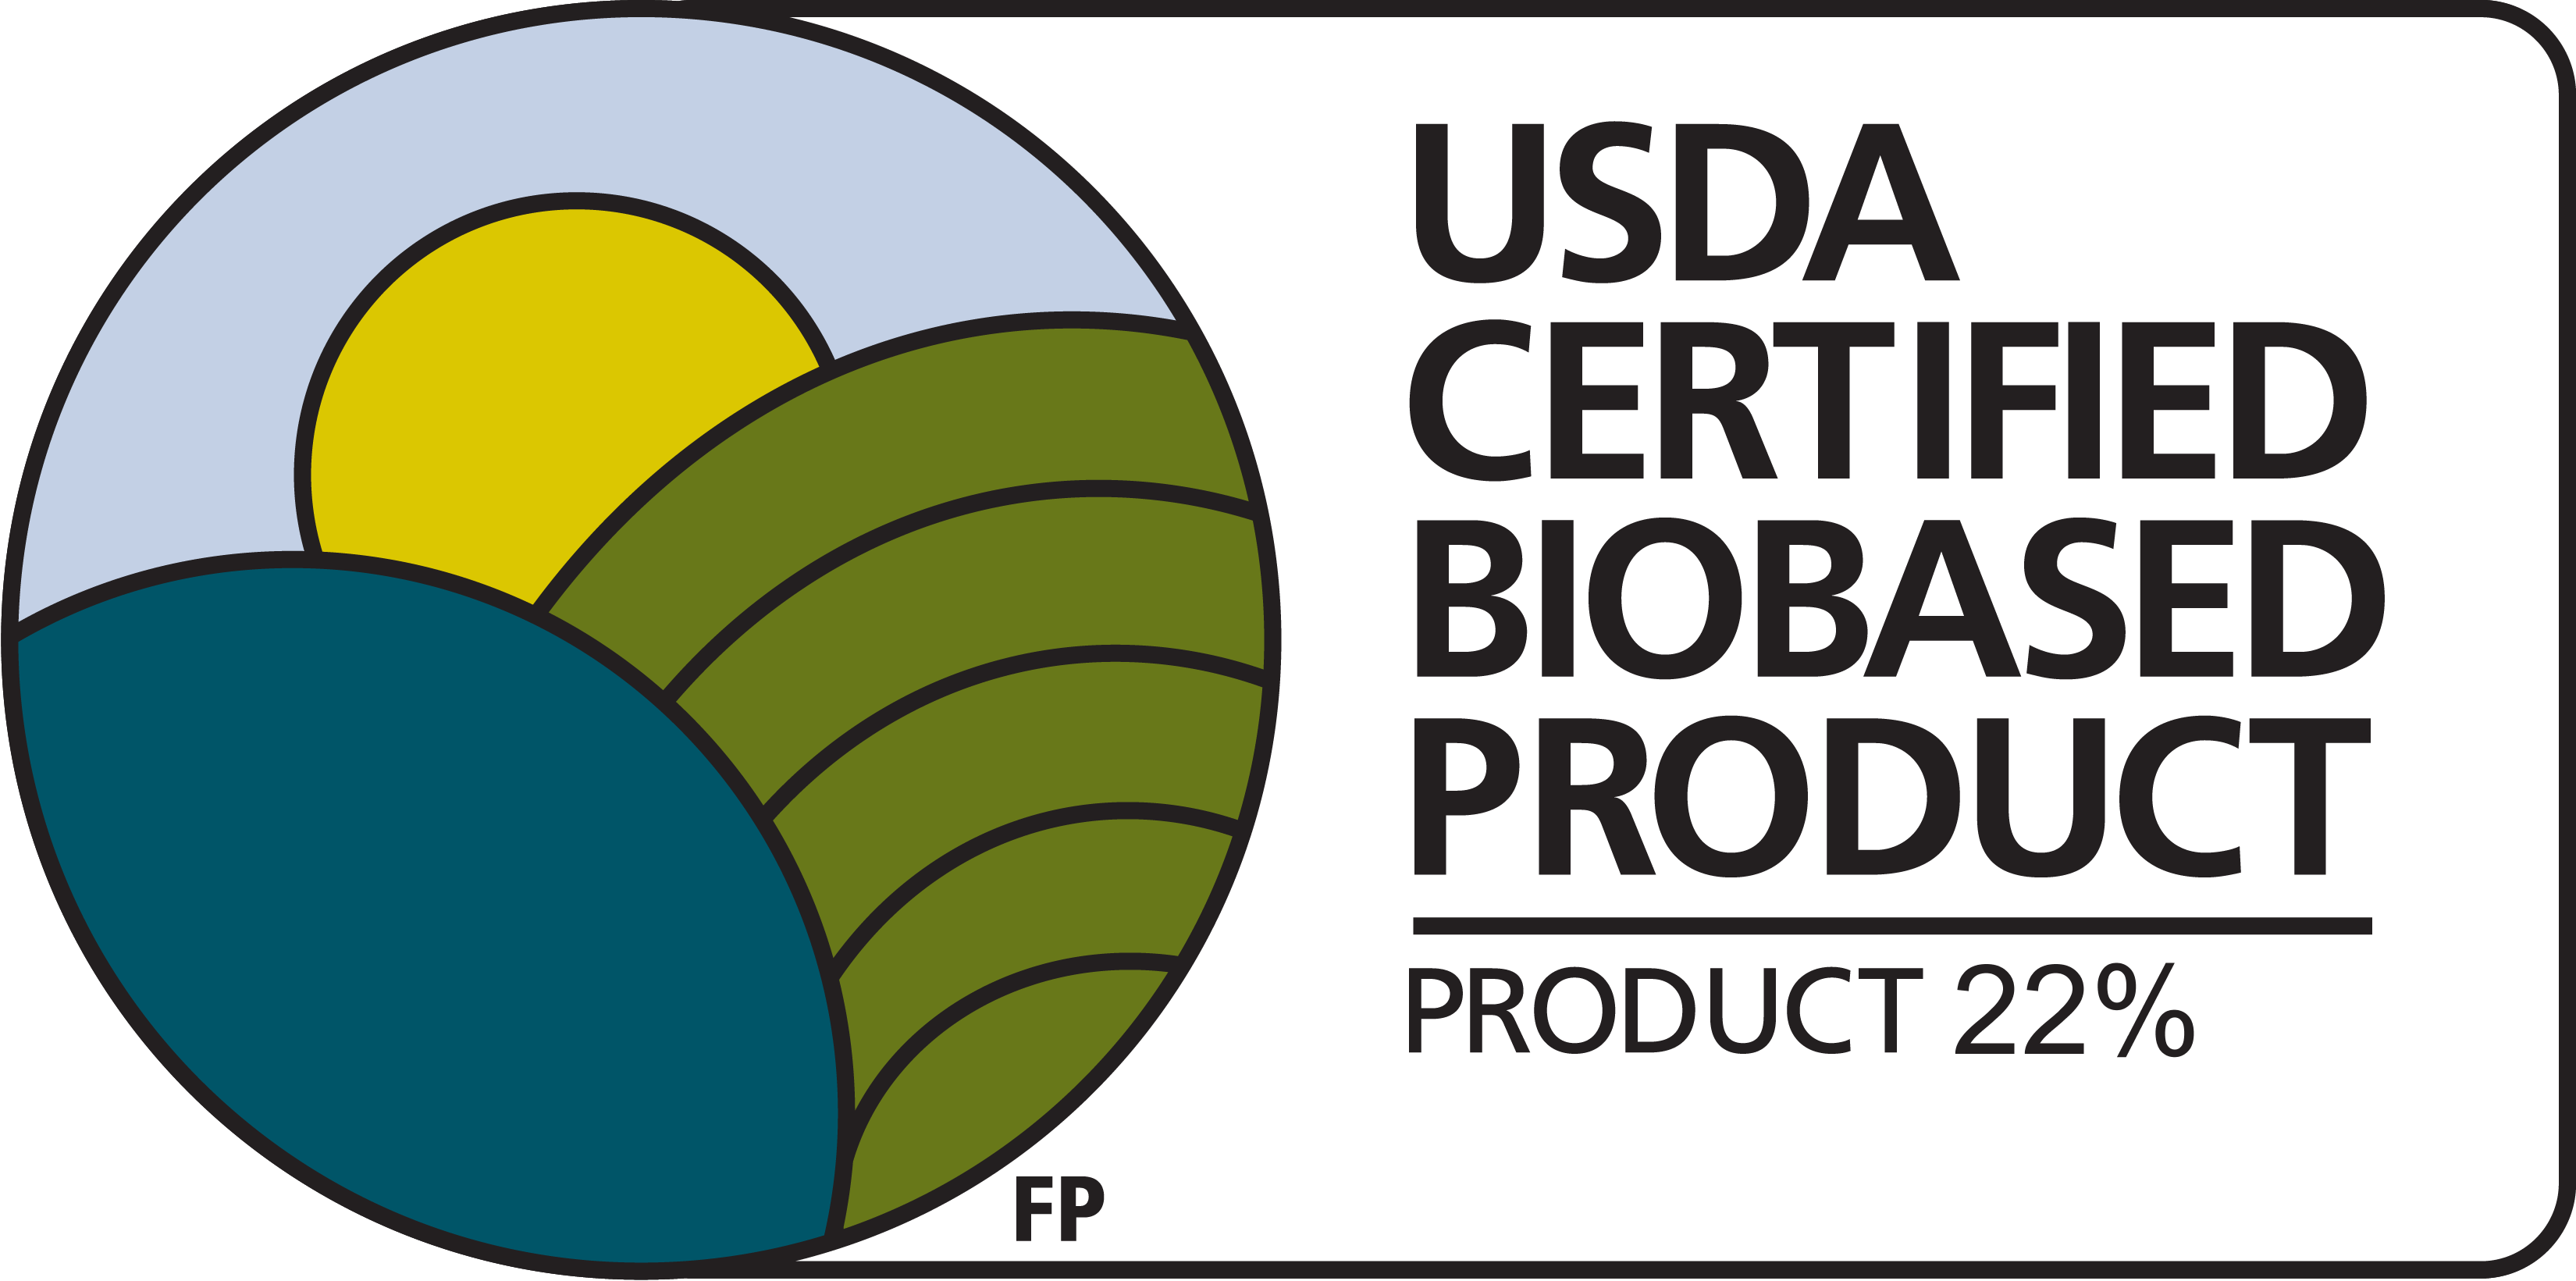 USDA
CERTIFIED
BIOBASED
PRODUCT
PRODUCT 22%
FP